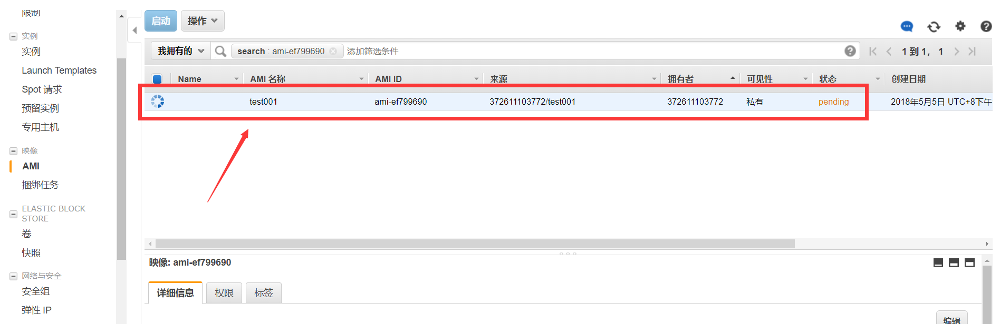 限制
实例
实例
Launch Templates
Spot 请求
预留实例
专用主机
映像
AMI
捆绑任务
ELASTIC BLOCK
STORE
卷
快照
网络与安全
安全组
弹性 IP
启动 操作
我拥有的 search : ami-ef799690 添加筛选条件 1 到 1, 1
Name AMI 名称 AMI ID 来源 拥有者 可见性 状态 创建日期
test001 ami-ef799690 372611103772/test001 372611103772 私有 pending 2018年5月5日 UTC+8下午
映像: ami-ef799690
详细信息 权限 标签
编辑